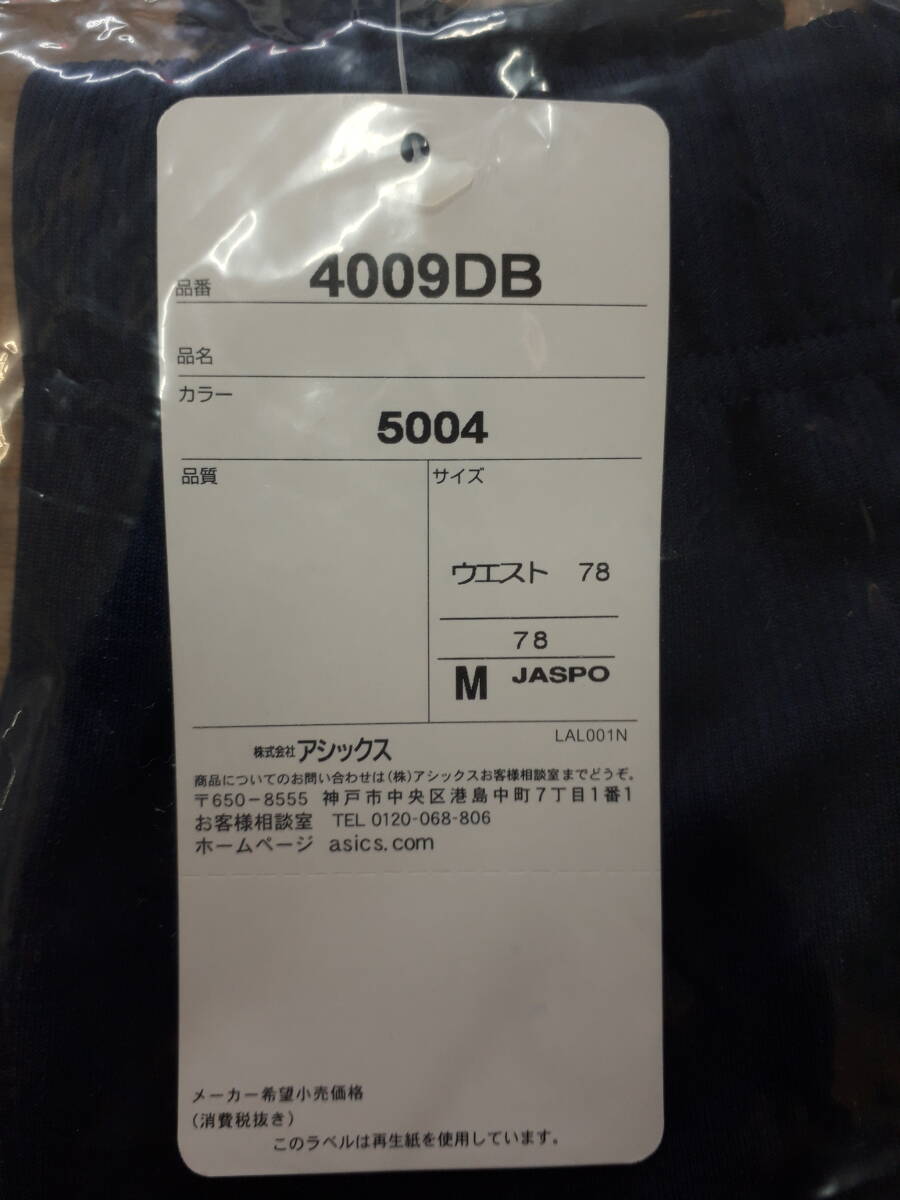 品番 4009DB
品名
カラー
5004
品質
サイズ
ウエスト 78
78
M JASPO
LAL001N
株式会社 アシックス
商品についてのお問い合わせは(株)アシックスお客様相談室までどうぞ。
〒650-8555 神戸市中央区港島中町7丁目1番1
お客様相談室 TEL 0120-068-806
ホームページ asics.com
メーカー希望小売価格
(消費税抜き)
このラベルは再生紙を使用しています。